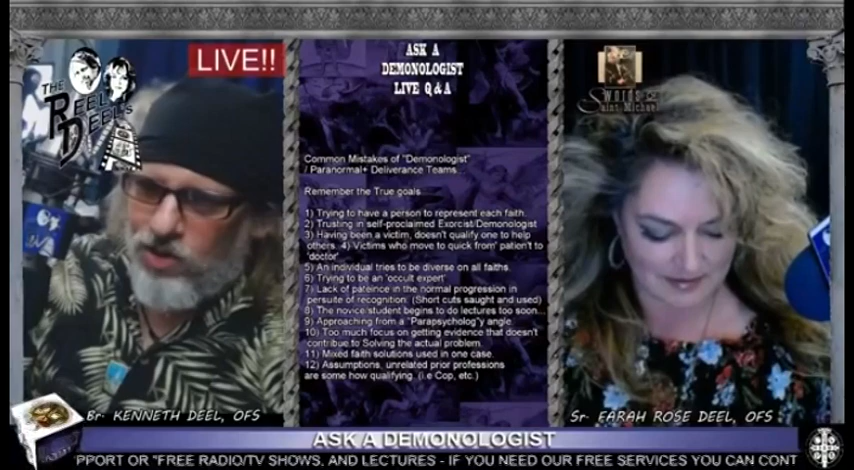 THE
REEL
DEEL'S
LIVE!!
ASK A
DEMONOLOGIST
LIVE Q&A
Common Mistakes of "Demonologist"
/ Paranormal+ Deliverance Teams...
Remember the True goals
1) Trying to have a person to represent each faith.
2) Trusting in self-proclaimed Exorcist/Demonologist
3) Having been a victim, doesn't qualify one to help
others. 4) Victims who move to quick from' patien't to
'doctor'
5) An individual tries to be diverse on all faiths.
6) Trying to be an 'occult expert'
7) Lack of pateince in the normal progression in
persuite of recognition. (Short cuts saught and used)
8) The novice/student begins to do lectures too soon...
9) Approaching from a "Parapsycholog"y angle.
10) Too much focus on getting evidence that doesn't
contribute to Solving the actual problem.
11) Mixed faith solutions used in one case.
12) Assumptions, unrelated prior professions
are some how qualifying. (i.e Cop, etc.)
Swords of
Saint Michael
Br. KENNETH DEEL, OFS
Sr. FARAH ROSE DEEL, OFS
ASK A DEMONOLOGIST
PPORT OR "FREE RADIO/TV SHOWS, AND LECTURES - IF YOU NEED OUR FREE SERVICES YOU CAN CONT